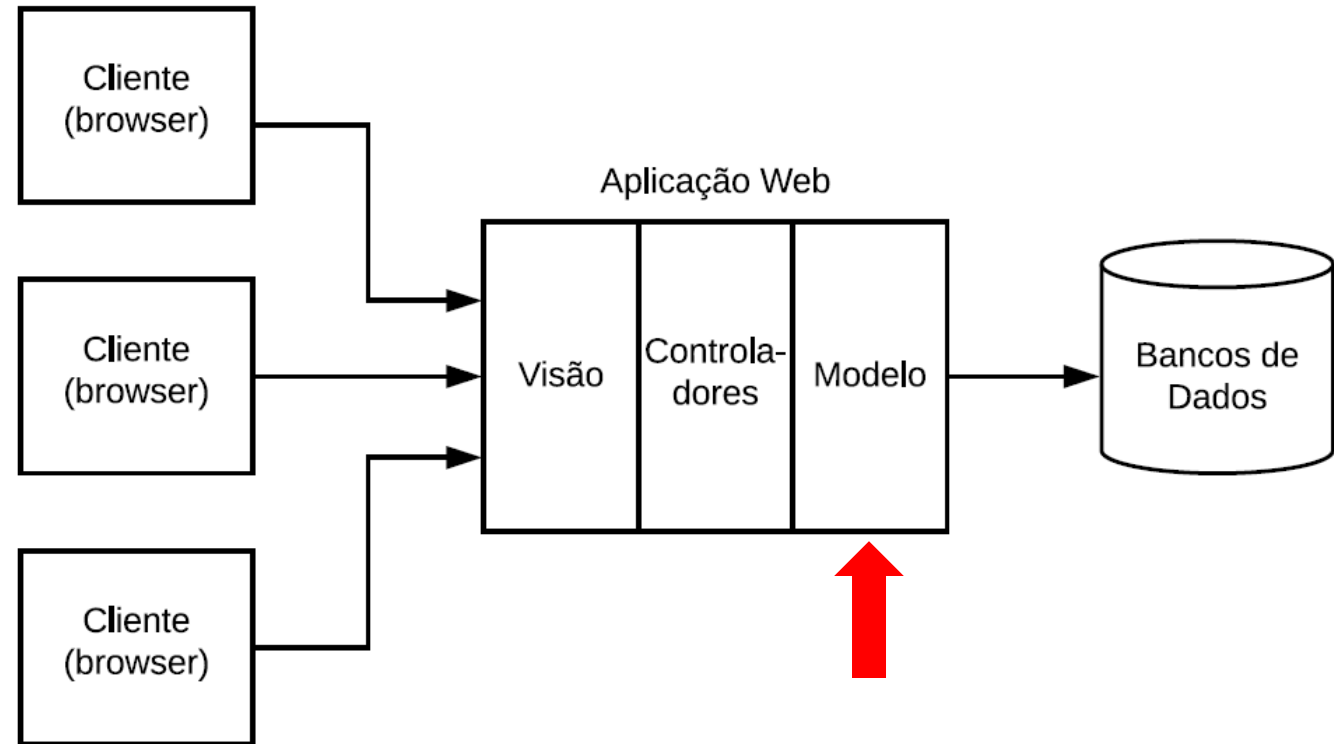 Cliente
(browser)
Aplicação Web
Cliente
(browser)
Visão
Controla-
dores
Modelo
Bancos de
Dados
Cliente
(browser)